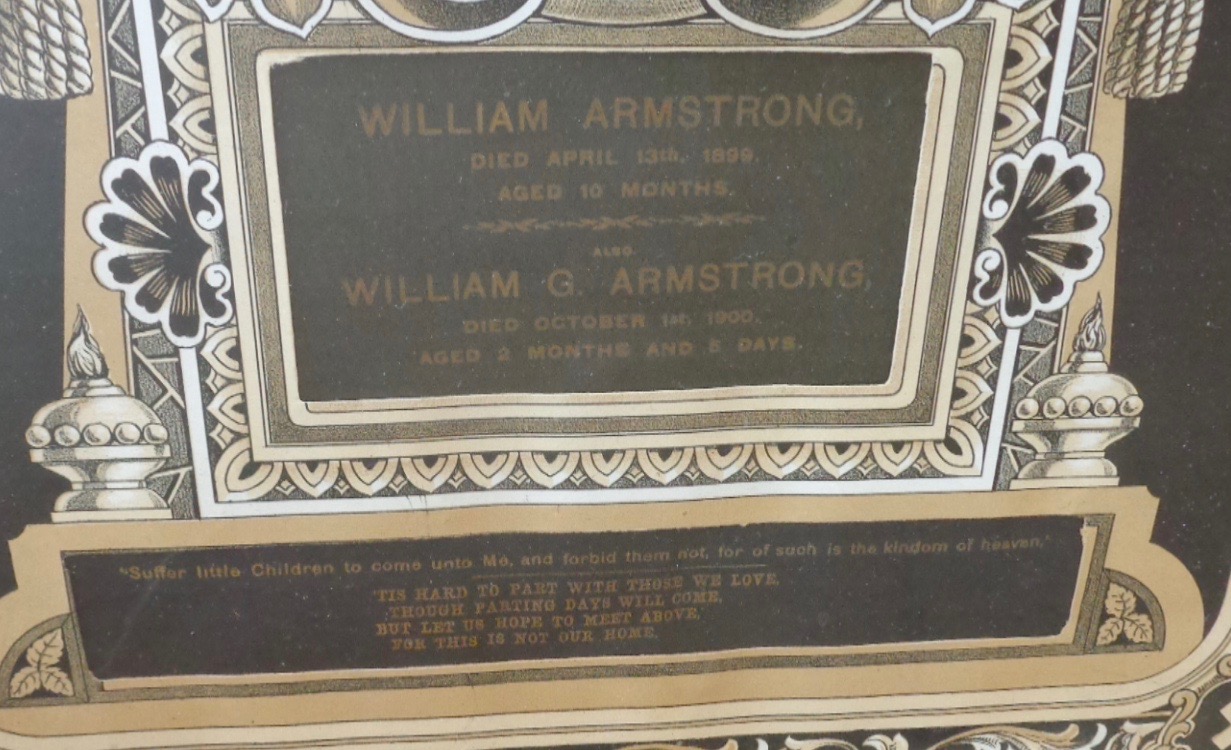 WILLIAM ARMSTRONG,
DIED APRIL 13th, 1899,
AGED 10 MONTHS.
ALSO
WILLIAM G. ARMSTRONG,
DIED OCTOBER 1st, 1900,
AGED 2 MONTHS AND 5 DAYS.
"Suffer little Children to come unto Me, and forbid them not, for of such is the kindom of heaven."
'TIS HARD TO PART WITH THOSE WE LOVE,
THOUGH PARTING DAYS WILL COME,
BUT LET US HOPE TO MEET ABOVE,
FOR THIS IS NOT OUR HOME.